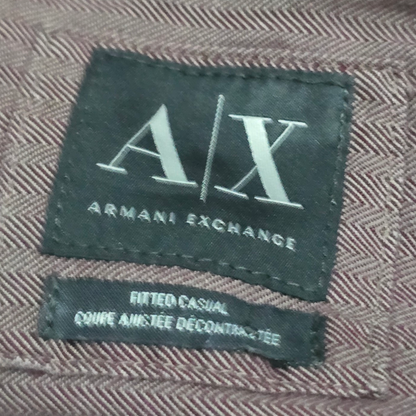 A|X
ARMANI EXCHANGE
FITTED CASUAL
COUPE AJUSTÉE DÉCONTRACTÉE